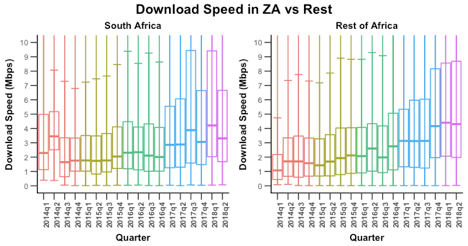 Download Speed in ZA vs Rest
South Africa
Rest of Africa
Download Speed (Mbps)
10
9
8
7
6
5
4
3
2
1
0
2014q1
2014q2
2014q3
2014q4
2015q1
2015q2
2015q3
2015q4
2016q1
2016q2
2016q3
2016q4
2017q1
2017q2
2017q3
2017q4
2018q1
2018q2
Quarter
Download Speed (Mbps)
10
9
8
7
6
5
4
3
2
1
0
2014q1
2014q2
2014q3
2014q4
2015q1
2015q2
2015q3
2015q4
2016q1
2016q2
2016q3
2016q4
2017q1
2017q2
2017q3
2017q4
2018q1
2018q2
Quarter